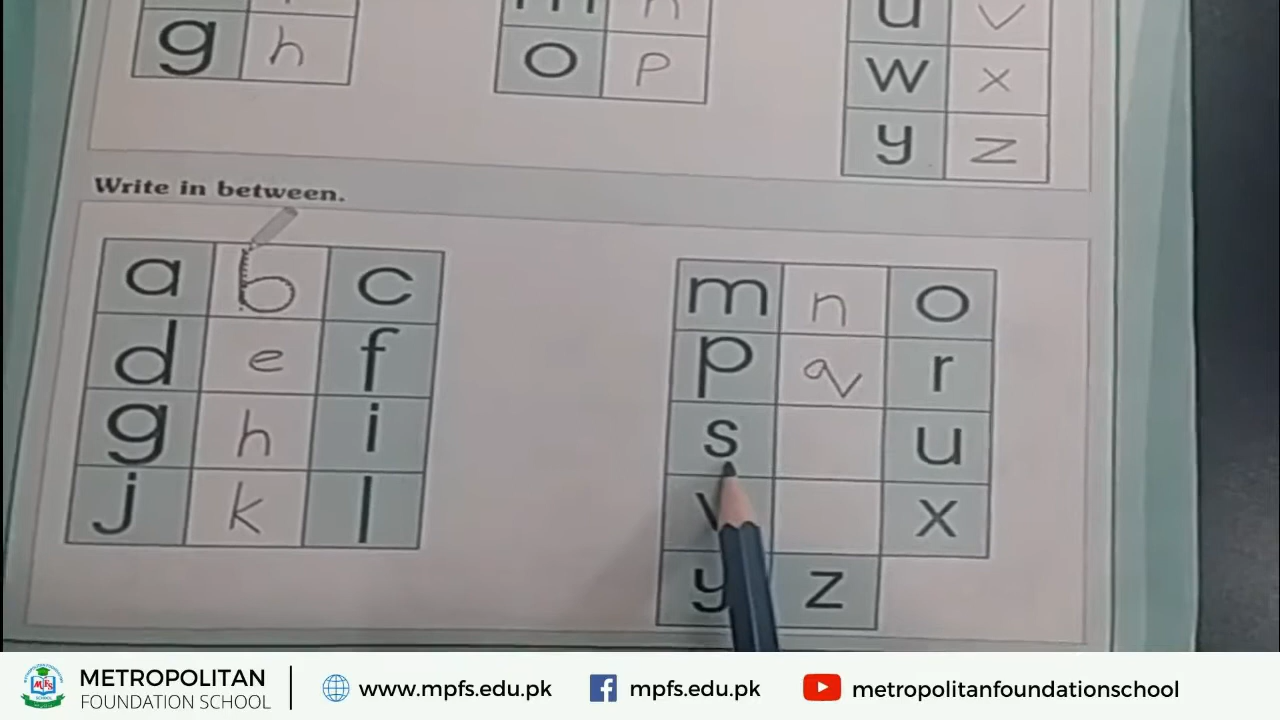 m n u v
g h o p w x
y z
Write in between.
a b c m n o
d e f p q r
g h i s u
j k l v x
y z
METROPOLITAN
FOUNDATION SCHOOL
www.mpfs.edu.pk mpfs.edu.pk metropolitanfoundationschool